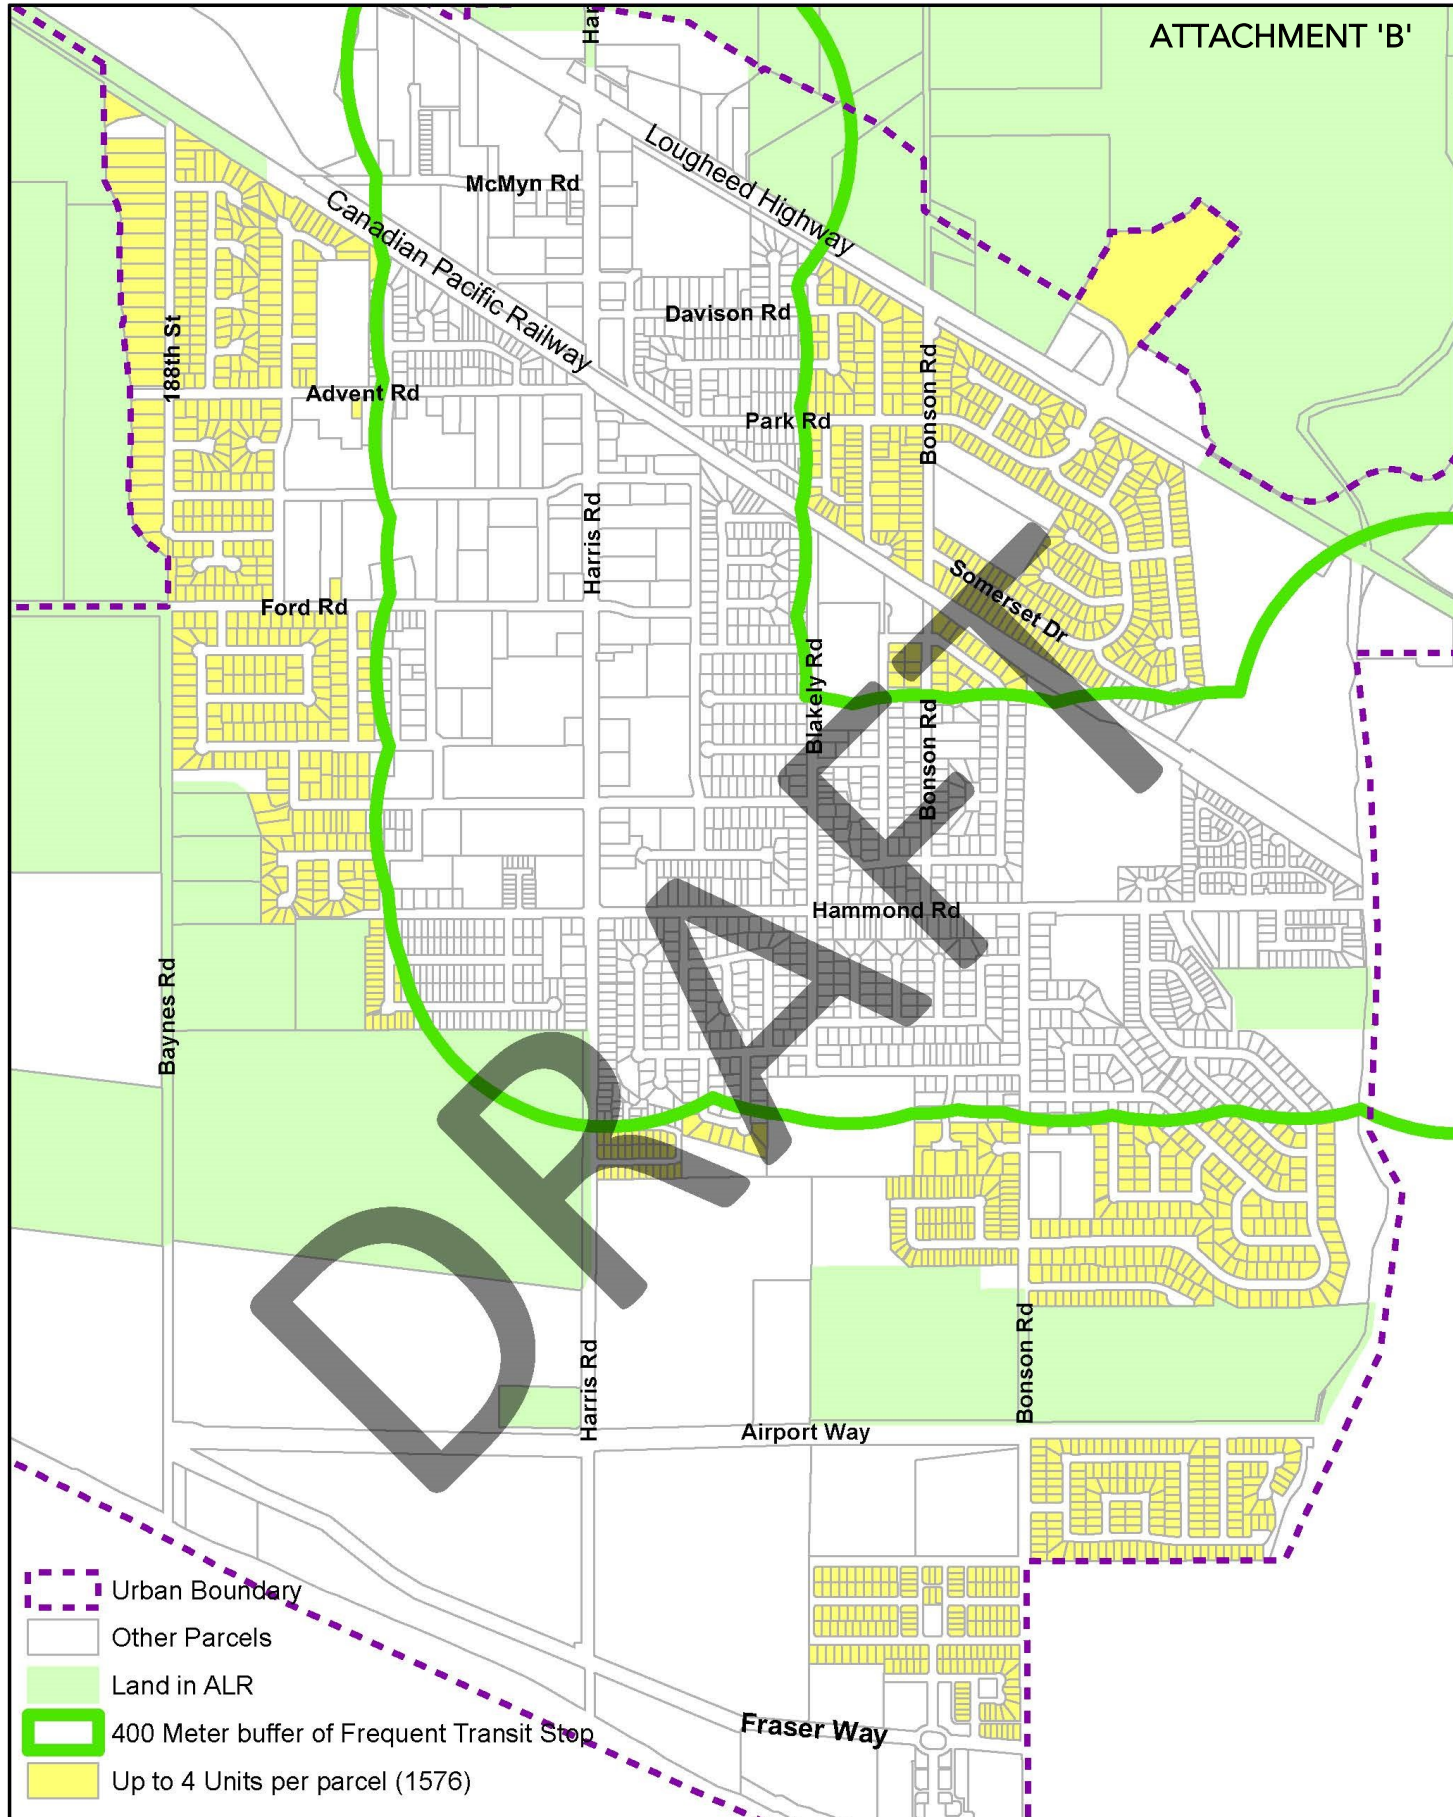 ATTACHMENT 'B'
Har
Lougheed Highway
McMyn Rd
Canadian Pacific Railway
Davison Rd
188th St
Bonson Rd
Advent Rd
Park Rd
Harris Rd
Somerset Dr
Ford Rd
Blakely Rd
Bonson Rd
Hammond Rd
Baynes Rd
DRAFT
Harris Rd
Bonson Rd
Airport Way
Fraser Way
Urban Boundary
Other Parcels
Land in ALR
400 Meter buffer of Frequent Transit Stop
Up to 4 Units per parcel (1576)